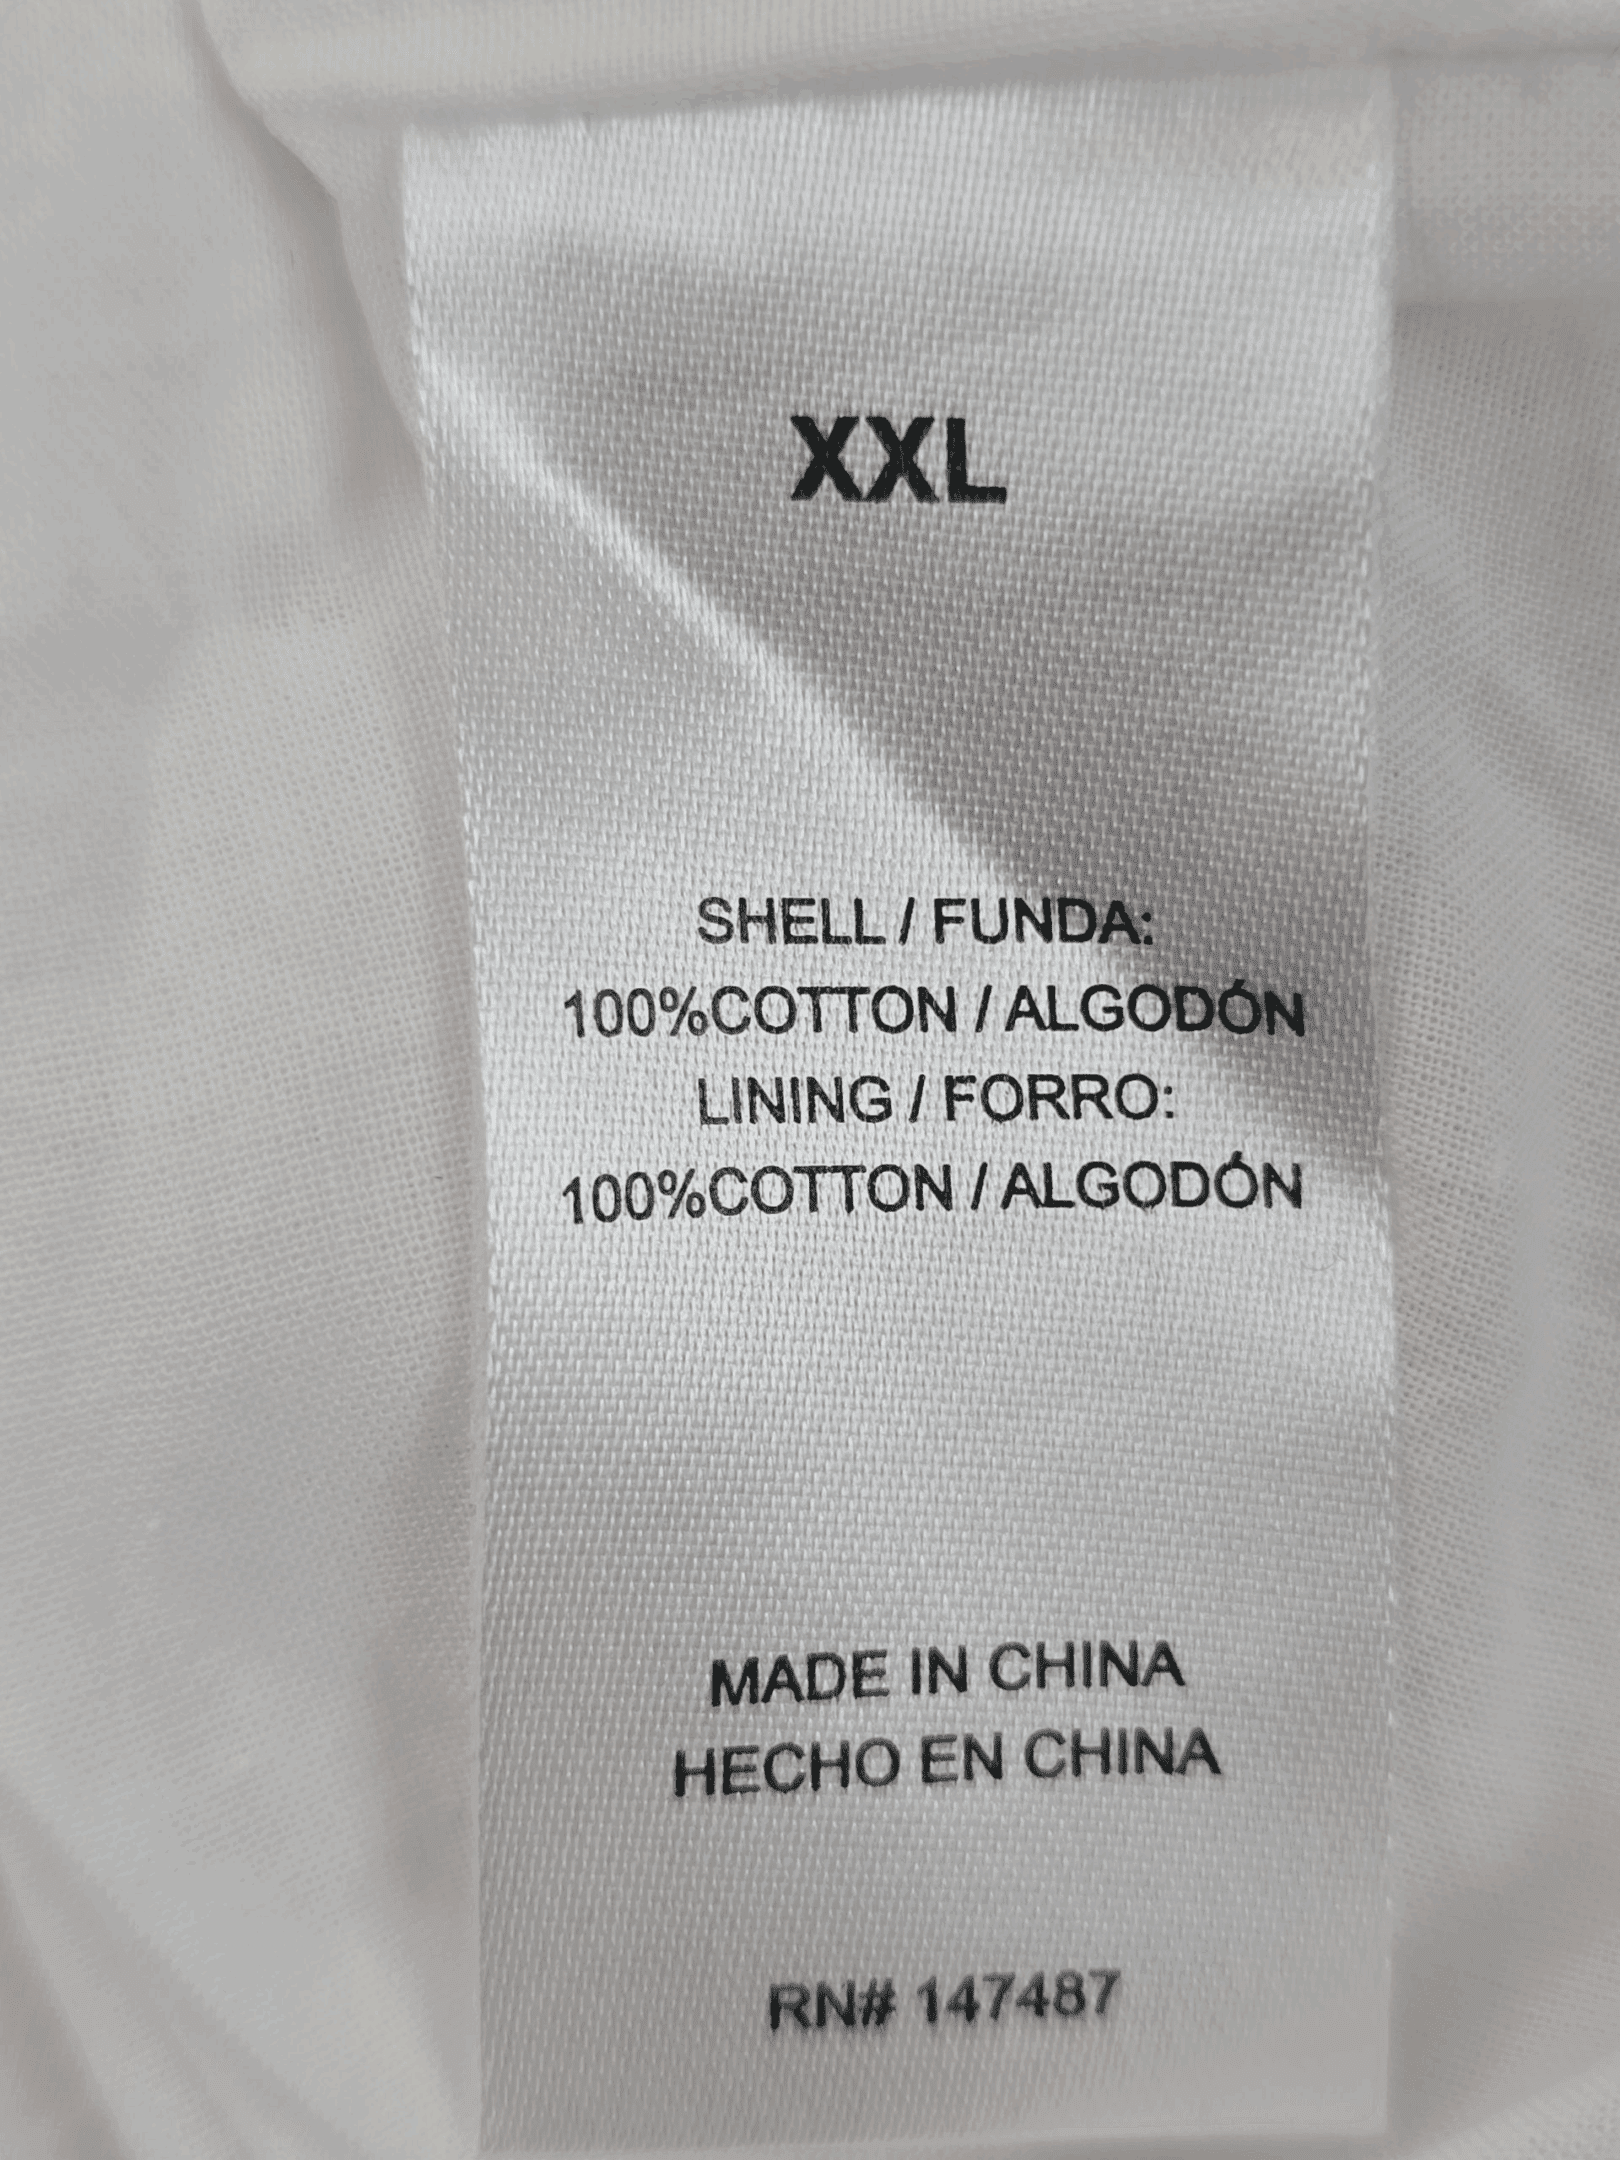 XXL
SHELL / FUNDA:
100%COTTON / ALGODÓN
LINING / FORRO:
100%COTTON / ALGODÓN
MADE IN CHINA
HECHO EN CHINA
RN# 147487